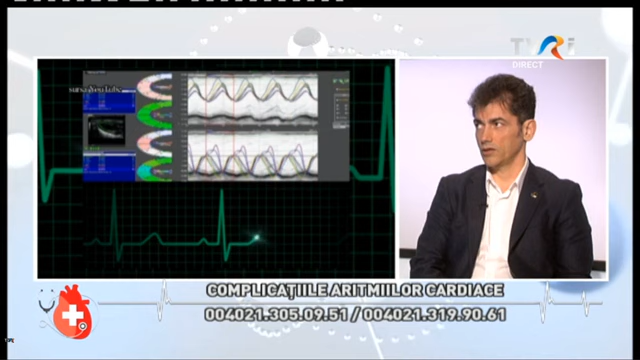 TVR i
DIRECT
COMPLICAȚIILE ARITMIILOR CARDIACE
004021.305.09.51 / 004021.319.90.61